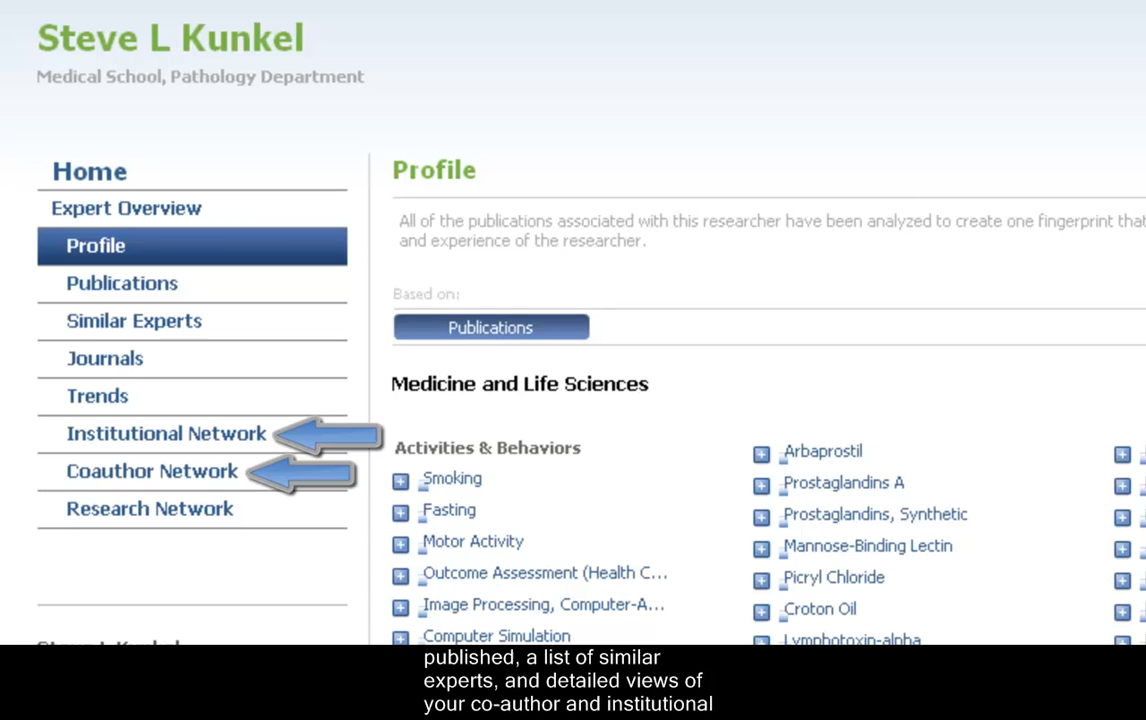 Steve L Kunkel
Medical School, Pathology Department
Home
Expert Overview
Profile
Publications
Similar Experts
Journals
Trends
Institutional Network
Coauthor Network
Research Network
Profile
All of the publications associated with this researcher have been analyzed to create one fingerprint that
and experience of the researcher.
Based on:
Publications
Medicine and Life Sciences
Activities & Behaviors
Smoking
Fasting
Motor Activity
Outcome Assessment (Health C...
Image Processing, Computer-A...
Computer Simulation
Arbaprostil
Prostaglandins A
Prostaglandins, Synthetic
Mannose-Binding Lectin
Picryl Chloride
Croton Oil
Lymphotoxin-alpha
published, a list of similar
experts, and detailed views of
your co-author and institutional